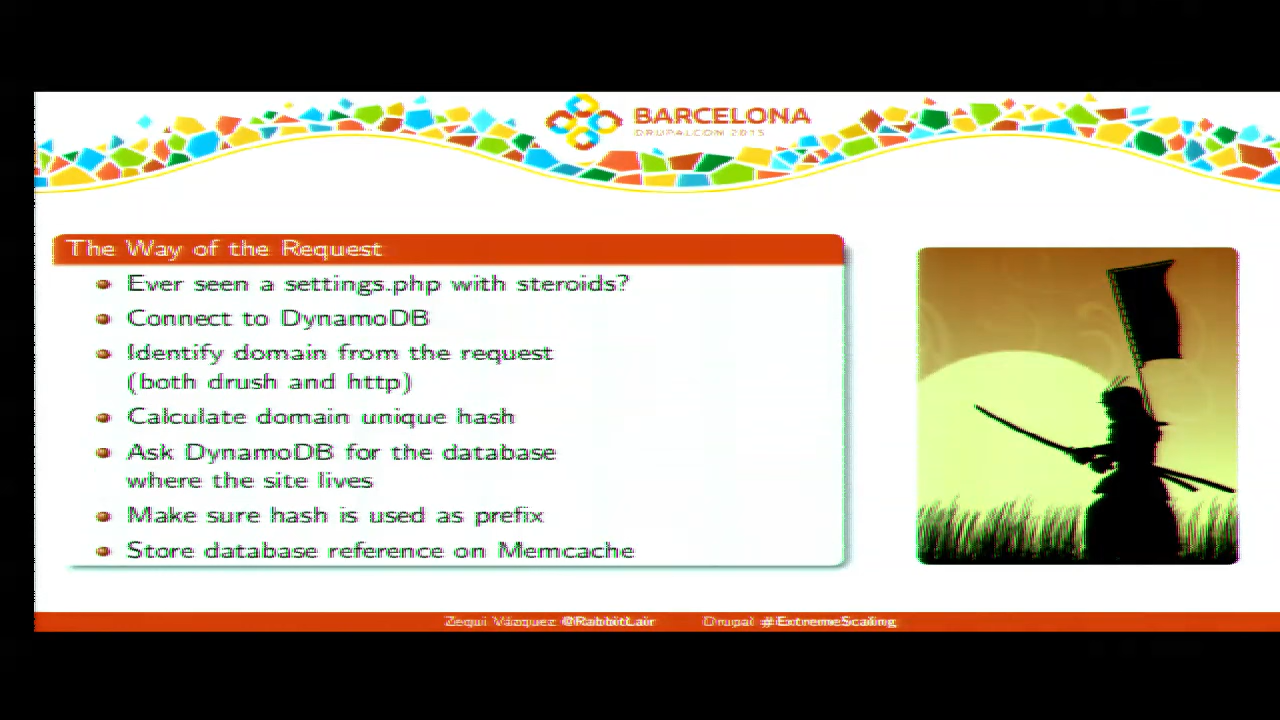 BARCELONA
DRUPALCON 2015
The Way of the Request
Ever seen a settings.php with steroids?
Connect to DynamoDB
Identify domain from the request
(both drush and http)
Calculate domain unique hash
Ask DynamoDB for the database
where the site lives
Make sure hash is used as prefix
Store database reference on Memcache
Zequi Vázquez @RabbitLair Drupal #ExtremeScaling